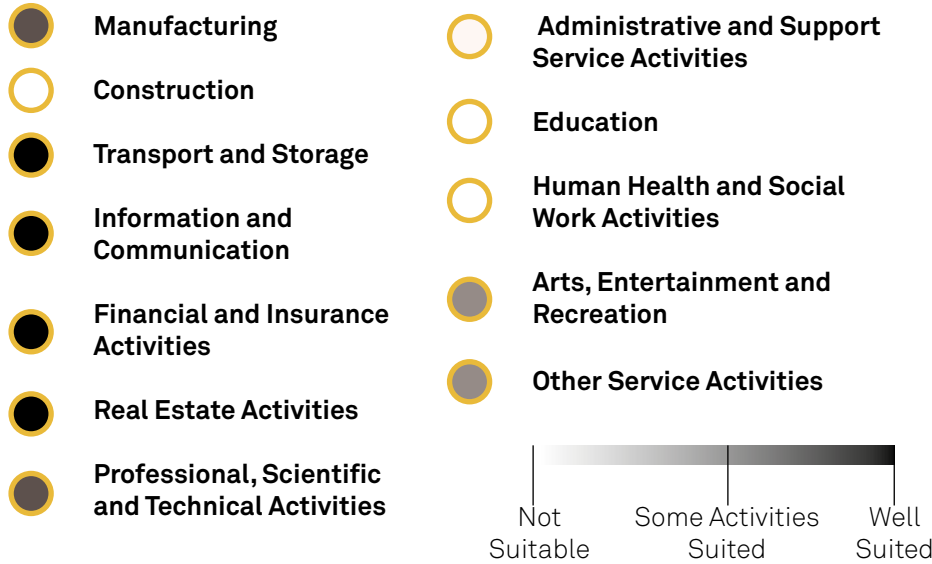 Manufacturing
Construction
Transport and Storage
Information and
Communication
Financial and Insurance
Activities
Real Estate Activities
Professional, Scientific
and Technical Activities
Administrative and Support
Service Activities
Education
Human Health and Social
Work Activities
Arts, Entertainment and
Recreation
Other Service Activities
Not
Suitable
Some Activities
Suited
Well
Suited